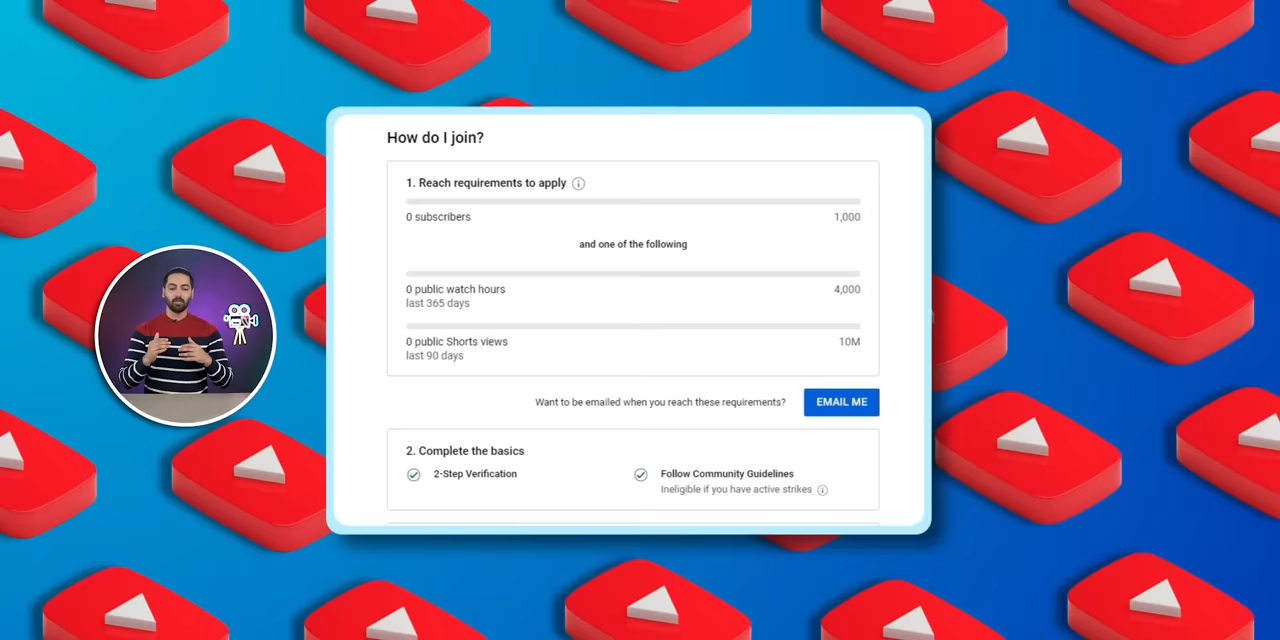 How do I join?
1. Reach requirements to apply
0 subscribers 1,000
and one of the following
0 public watch hours 4,000
last 365 days
0 public Shorts views 10M
last 90 days
Want to be emailed when you reach these requirements? EMAIL ME
2. Complete the basics
2-Step Verification Follow Community Guidelines
Ineligible if you have active strikes